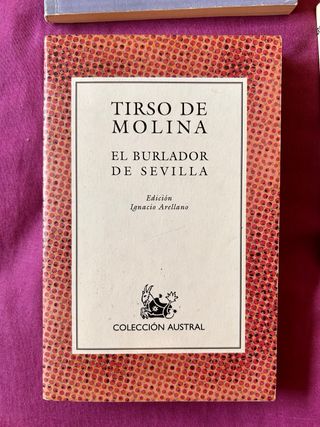 TIRSO DE
MOLINA
EL BURLADOR
DE SEVILLA
Edición
Ignacio Arellano
COLECCIÓN AUSTRAL